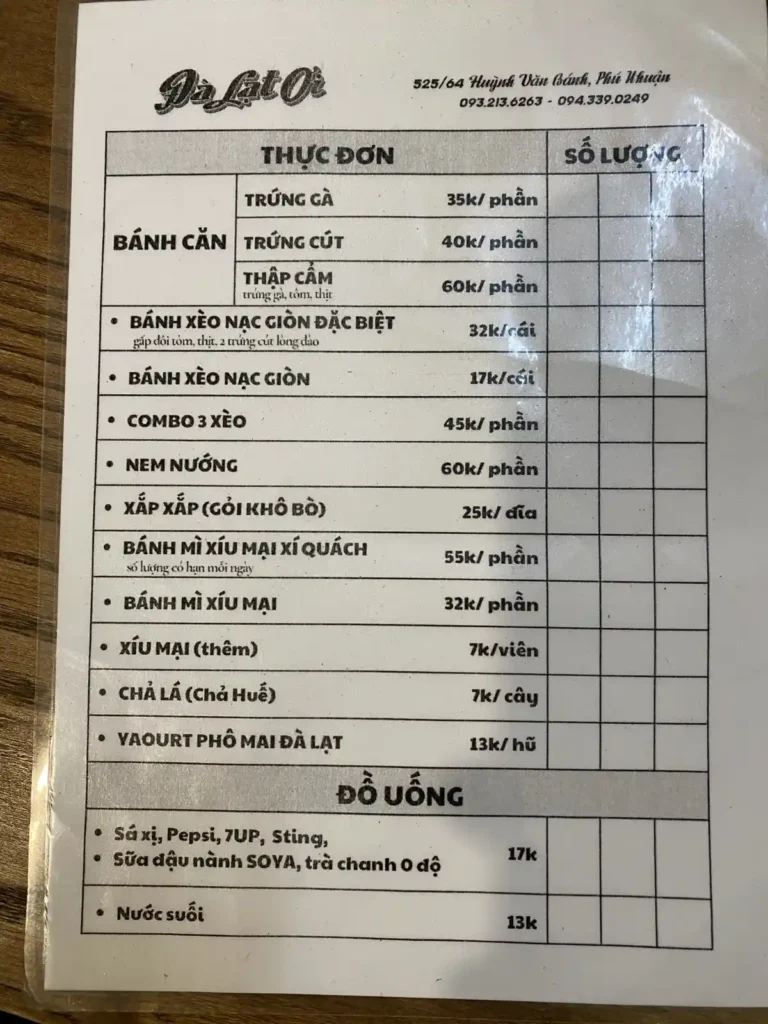 Đà Lạt Ơi
525/64 Huỳnh Văn Bánh, Phú Nhuận
093.213.6263 - 094.339.0249
THỰC ĐƠN SỐ LƯỢNG
BÁNH CĂN
TRỨNG GÀ 35k/ phần
TRỨNG CÚT 40k/ phần
THẬP CẨM 60k/ phần
trứng gà, tôm, thịt
• BÁNH XÈO NẠC GIÒN ĐẶC BIỆT 32k/cái
gấp đôi tôm, thịt, 2 trứng cút lòng đào
• BÁNH XÈO NẠC GIÒN 17k/cái
• COMBO 3 XÈO 45k/ phần
• NEM NƯỚNG 60k/ phần
• XẮP XẮP (GỎI KHÔ BÒ) 25k/ dĩa
• BÁNH MÌ XÍU MẠI XÍ QUÁCH 55k/ phần
số lượng có hạn mỗi ngày
• BÁNH MÌ XÍU MẠI 32k/ phần
• XÍU MẠI (thêm) 7k/viên
• CHẢ LÁ (Chả Huế) 7k/ cây
• YAOURT PHÔ MAI ĐÀ LẠT 13k/ hũ
ĐỒ UỐNG
• Sá xị, Pepsi, 7UP, Sting,
• Sữa đậu nành SOYA, trà chanh 0 độ 17k
• Nước suối 13k